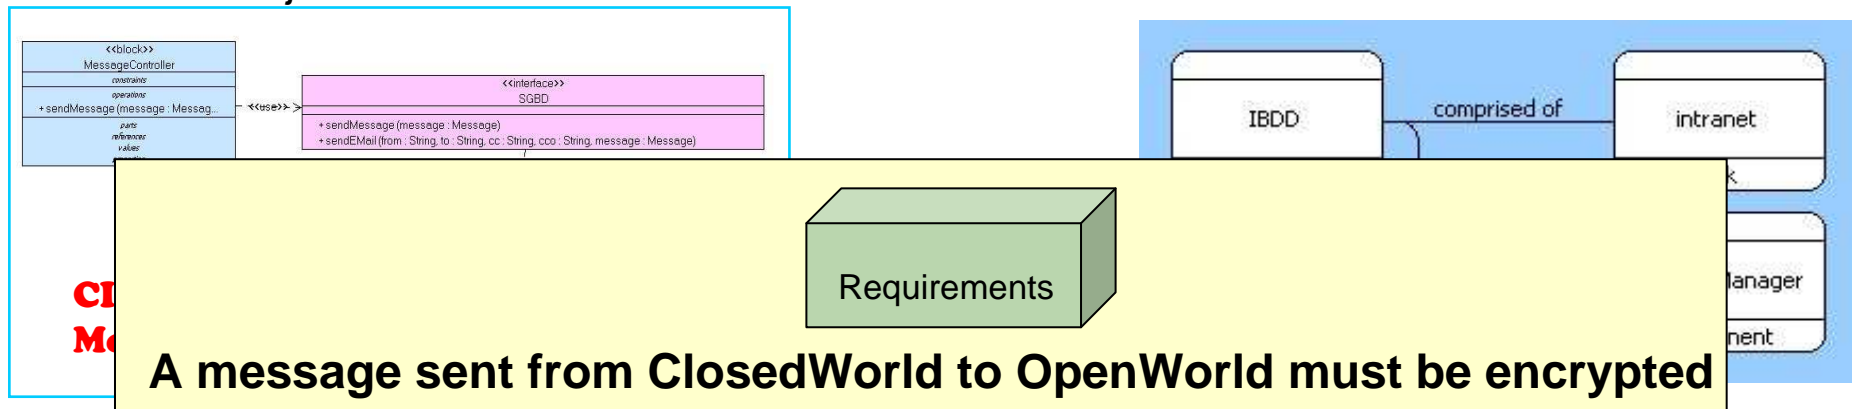 <<block>>
MessageController
constraints
operations
+ sendMessage (message : Messag...
parts
references
values
<<use>>
<<interface>>
SGBD
+ sendMessage (message : Message)
+ sendEMail (from : String, to : String, cc : String, cco : String, message : Message)
IBDD
comprised of
intranet
Requirements
A message sent from ClosedWorld to OpenWorld must be encrypted